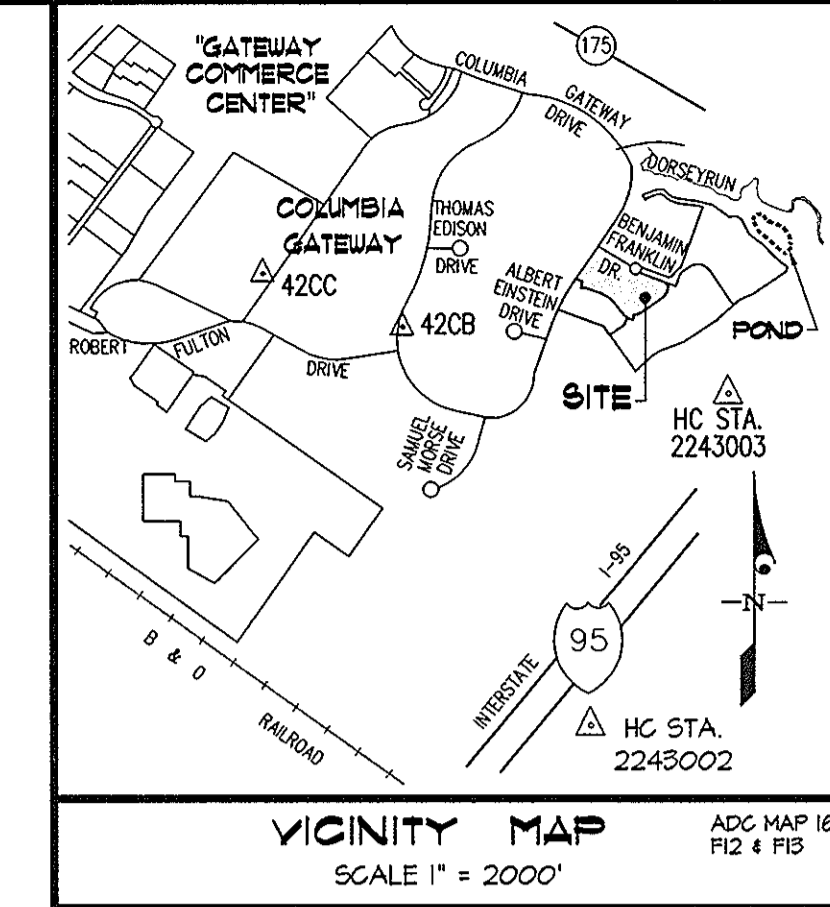 "GATEWAY
COMMERCE
CENTER"
175
COLUMBIA
GATEWAY
DRIVE
DORSEYRUN
COLUMBIA
GATEWAY
THOMAS
EDISON
DRIVE
BENJAMIN
FRANKLIN
DR.
42CC
ALBERT
EINSTEIN
DRIVE
42CB
POND
ROBERT
FULTON
DRIVE
SITE
HC STA.
2243003
SAMUEL
MORSE
DRIVE
I-95
95
INTERSTATE
N
B & O
RAILROAD
HC STA.
2243002
VICINITY MAP
SCALE 1" = 2000'
ADC MAP 16
F12 & F13